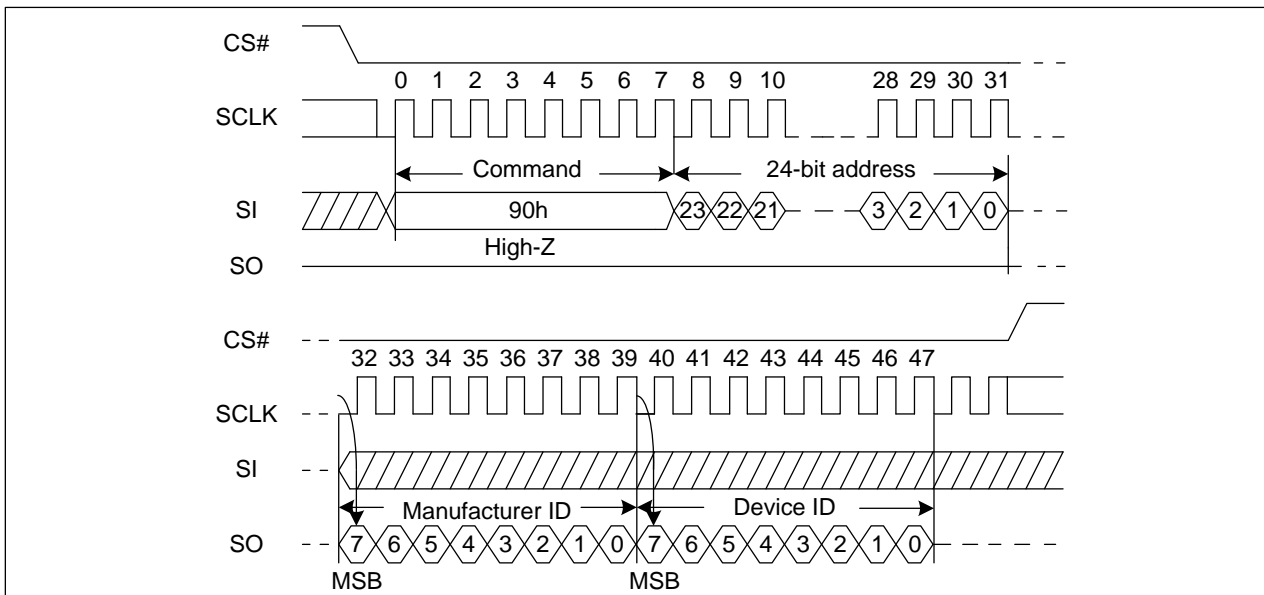 CS#
0 1 2 3 4 5 6 7 8 9 10 28 29 30 31
SCLK
Command 24-bit address
SI 90h 23 22 21 3 2 1 0
High-Z
SO
CS#
32 33 34 35 36 37 38 39 40 41 42 43 44 45 46 47
SCLK
SI
Manufacturer ID Device ID
SO 7 6 5 4 3 2 1 0 7 6 5 4 3 2 1 0
MSB MSB